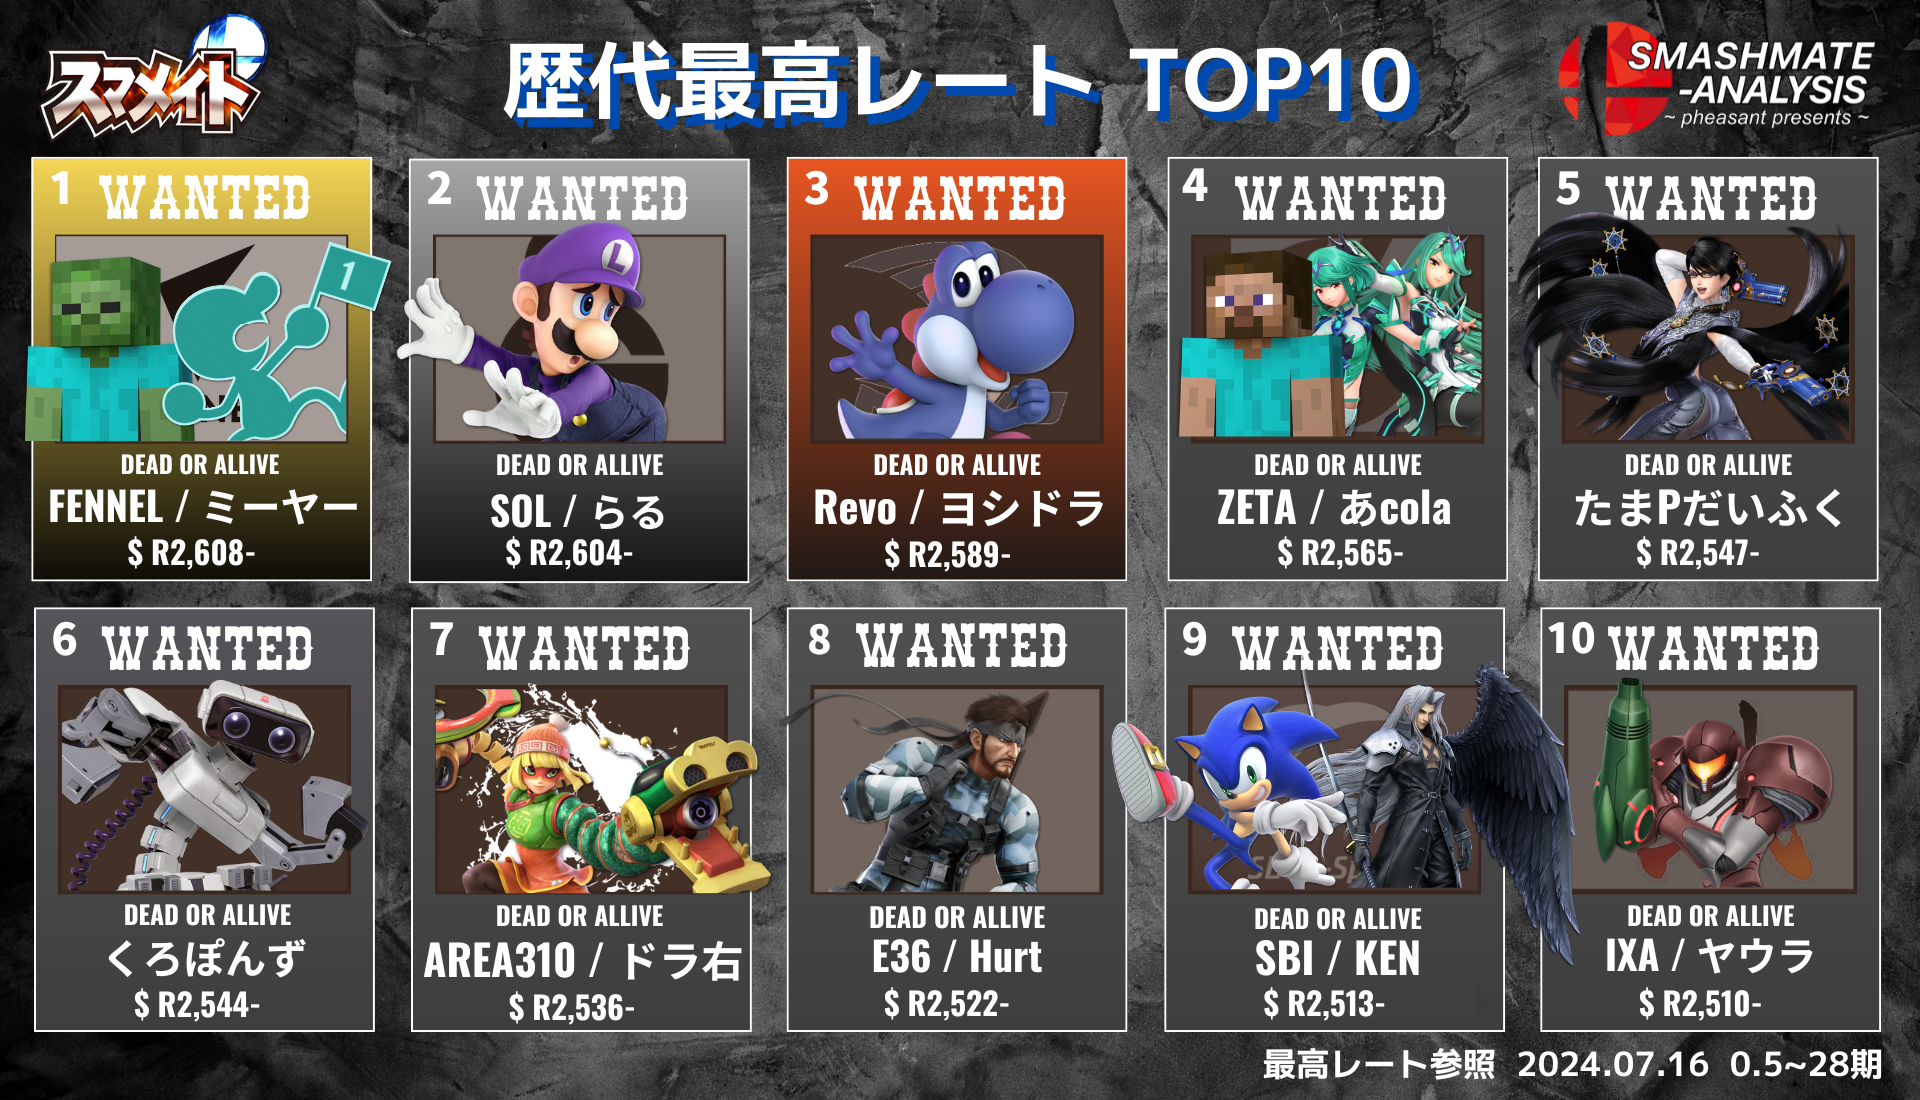 スマメイト
歴代最高レート TOP10
SMASHMATE
-ANALYSIS
~ pheasant presents ~
1 WANTED
1
DEAD OR ALLIVE
FENNEL / ミーヤー
$ R2,608-
2 WANTED
L
DEAD OR ALLIVE
SOL / らる
$ R2,604-
3 WANTED
DEAD OR ALLIVE
Revo / ヨシドラ
$ R2,589-
4 WANTED
DEAD OR ALLIVE
ZETA / あcola
$ R2,565-
5 WANTED
DEAD OR ALLIVE
たまPだいふく
$ R2,547-
6 WANTED
DEAD OR ALLIVE
くろぽんず
$ R2,544-
7 WANTED
DEAD OR ALLIVE
AREA310 / ドラ右
$ R2,536-
8 WANTED
DEAD OR ALLIVE
E36 / Hurt
$ R2,522-
9 WANTED
DEAD OR ALLIVE
SBI / KEN
$ R2,513-
10 WANTED
DEAD OR ALLIVE
IXA / ヤウラ
$ R2,510-
最高レート参照 2024.07.16 0.5~28期